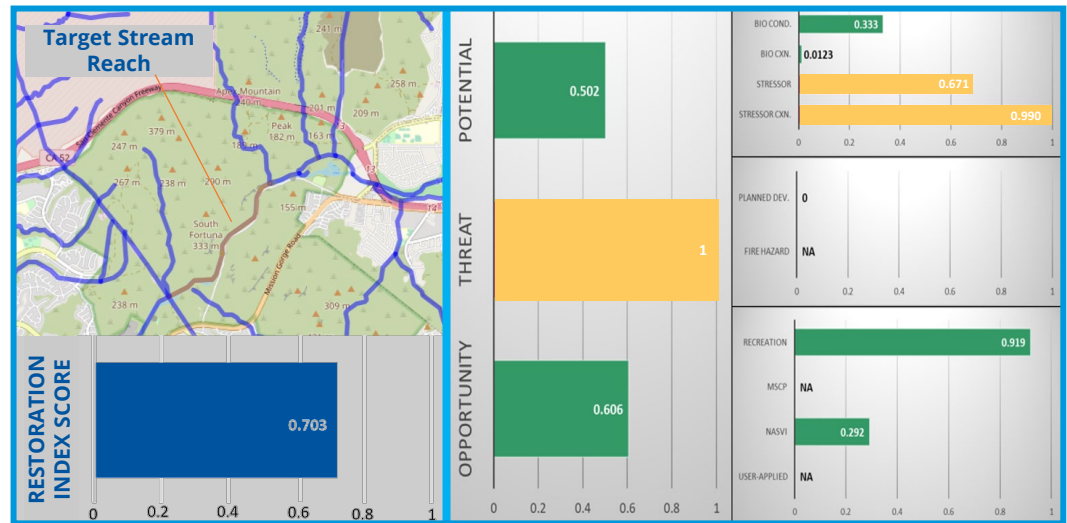 Target Stream
Reach
San Clemente Canyon Freeway
CA 52
241 m
258 m
Apex Mountain
201 m
209 m
379 m
Peak
182 m
163 m
247 m
267 m
238 m
290 m
155 m
South
Fortuna
333 m
Mission Gorge Road
238 m
309 m
13
14
RESTORATION
INDEX SCORE
0.703
0 0.2 0.4 0.6 0.8 1
POTENTIAL
0.502
THREAT
1
OPPORTUNITY
0.606
0 0.2 0.4 0.6 0.8 1
BIO COND. 0.333
BIO CXN. 0.0123
STRESSOR 0.671
STRESSOR CXN. 0.990
0 0.2 0.4 0.6 0.8 1
PLANNED DEV. 0
FIRE HAZARD NA
0 0.2 0.4 0.6 0.8 1
RECREATION 0.919
MSCP NA
NASVI 0.292
USER-APPLIED NA
0 0.2 0.4 0.6 0.8 1